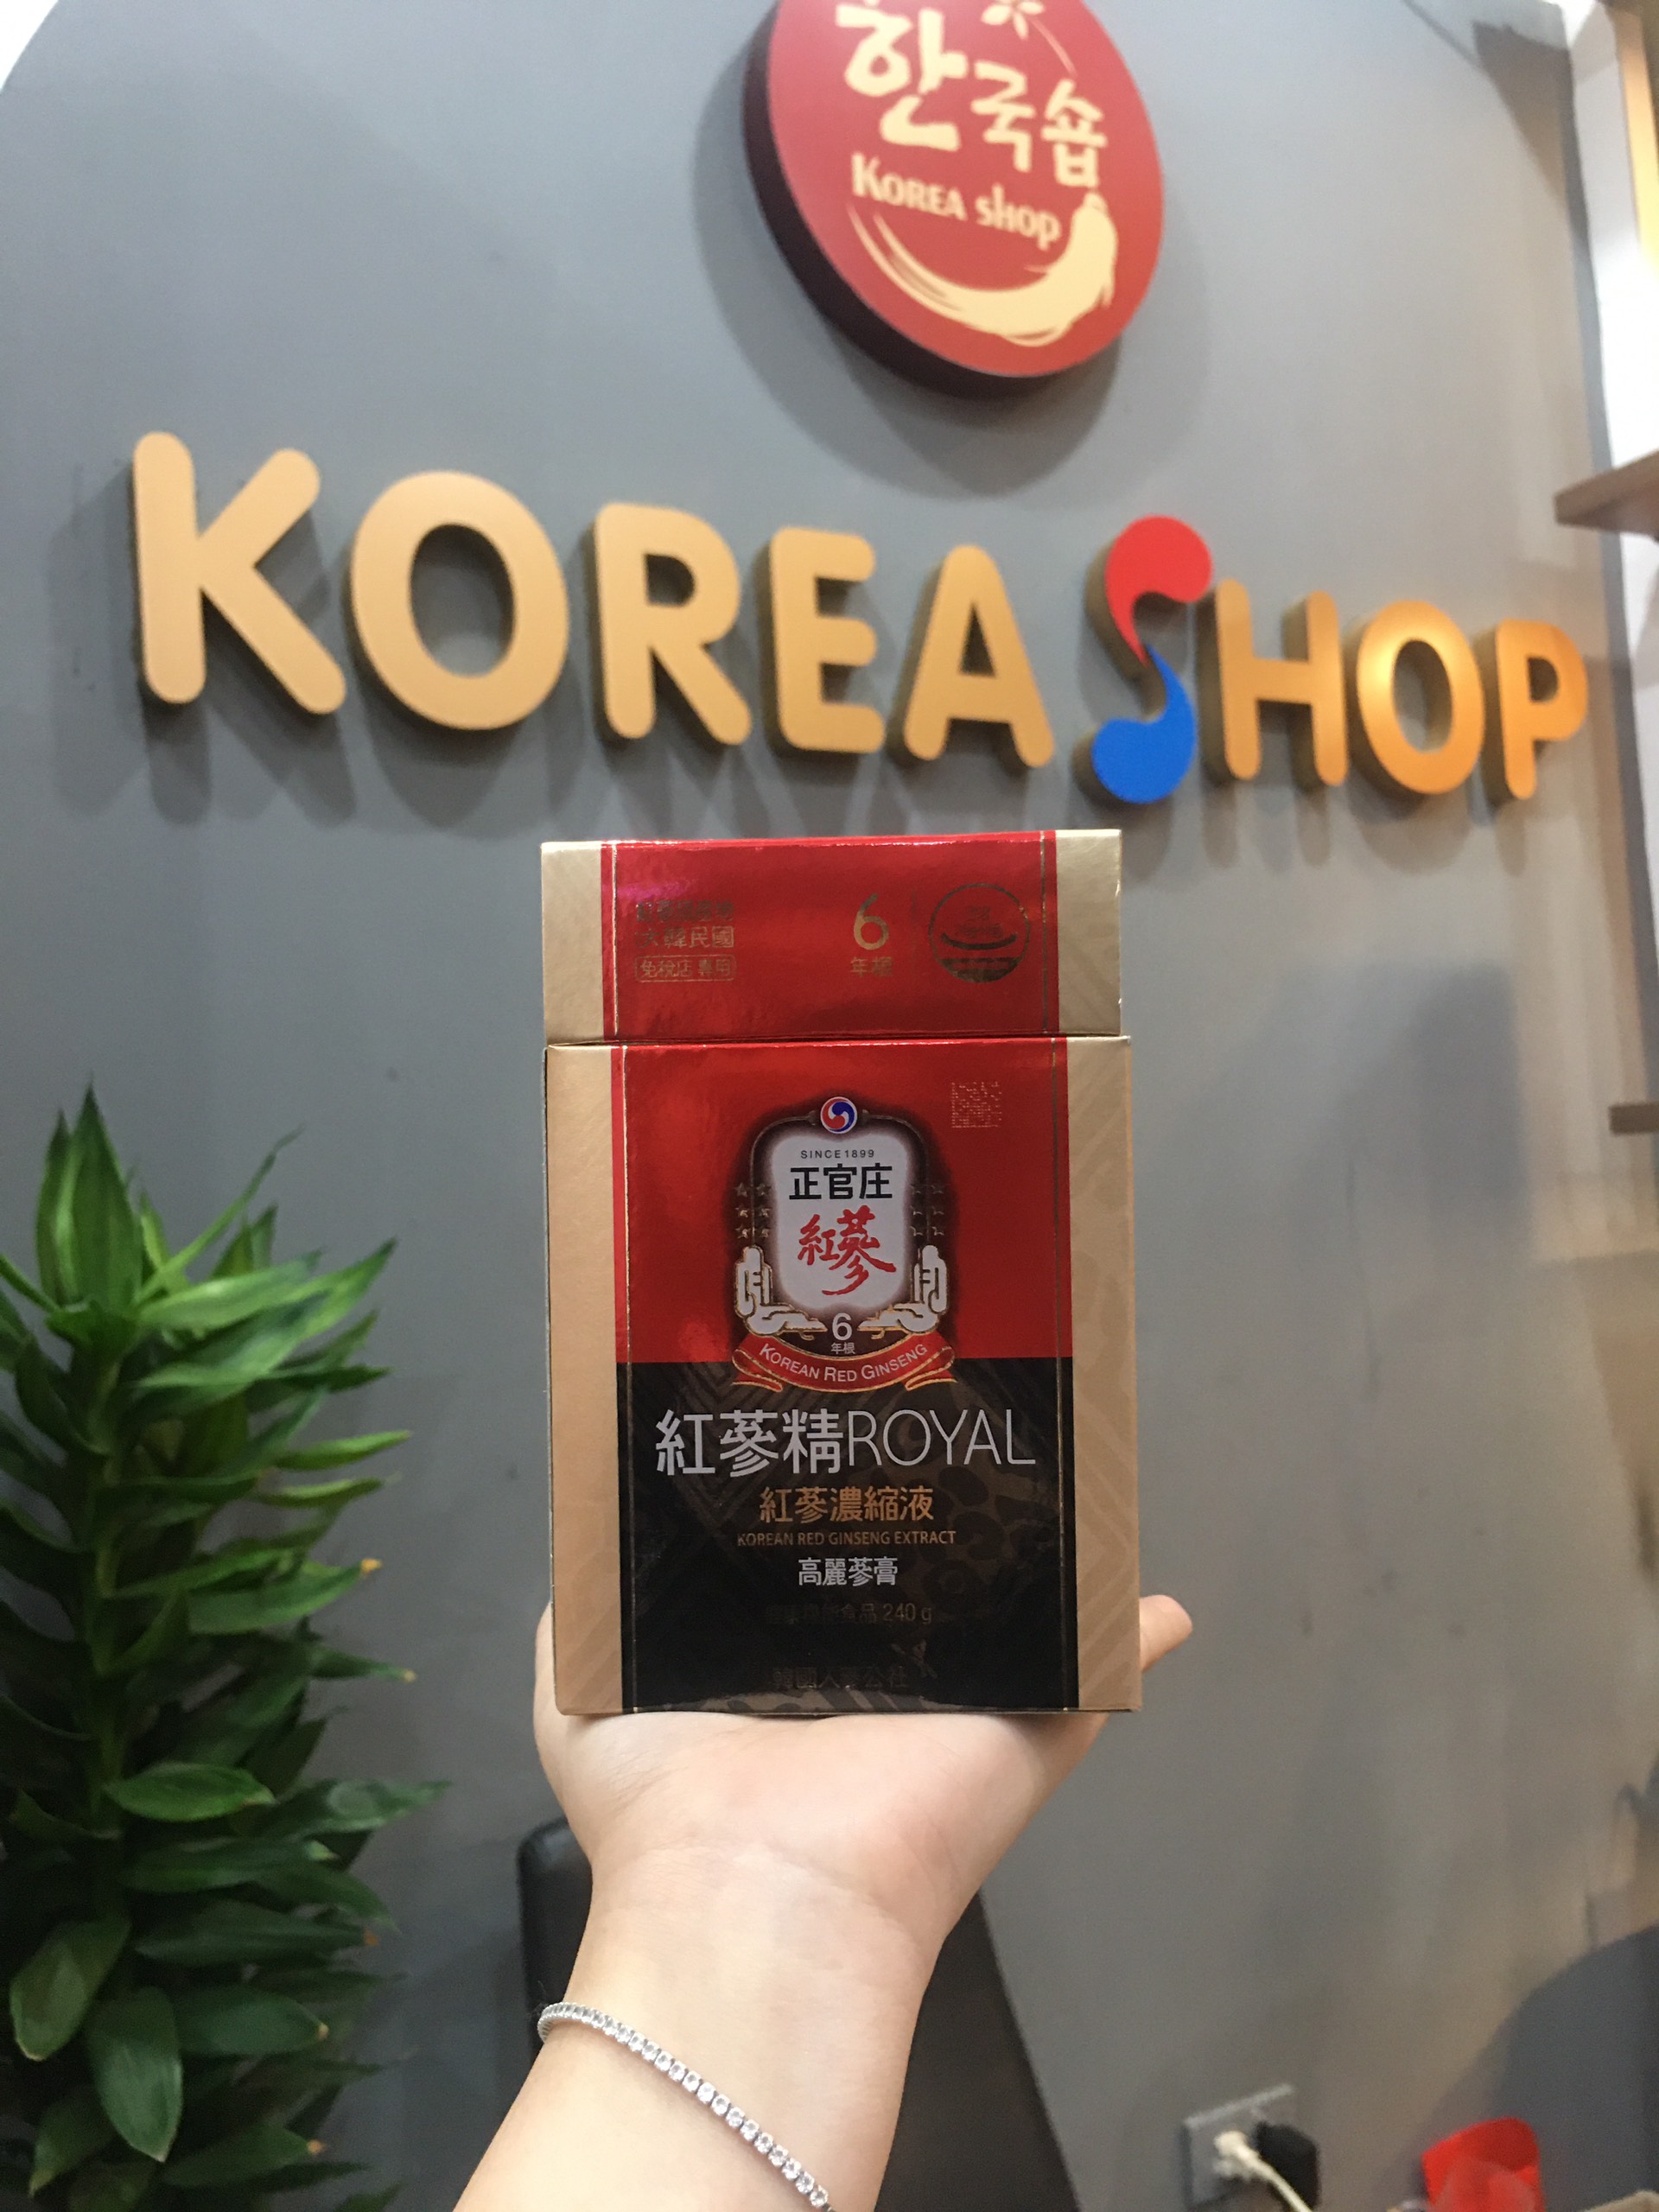 한국숍
KOREA shop
KOREA SHOP
大韓民國
免稅店 專用
6
年根
SINCE1899
正官庄
紅蔘
6
年根
KOREAN RED GINSENG
紅蔘精ROYAL
紅蔘濃縮液
KOREAN RED GINSENG EXTRACT
高麗蔘膏
食品 240 g
韓國人蔘公社